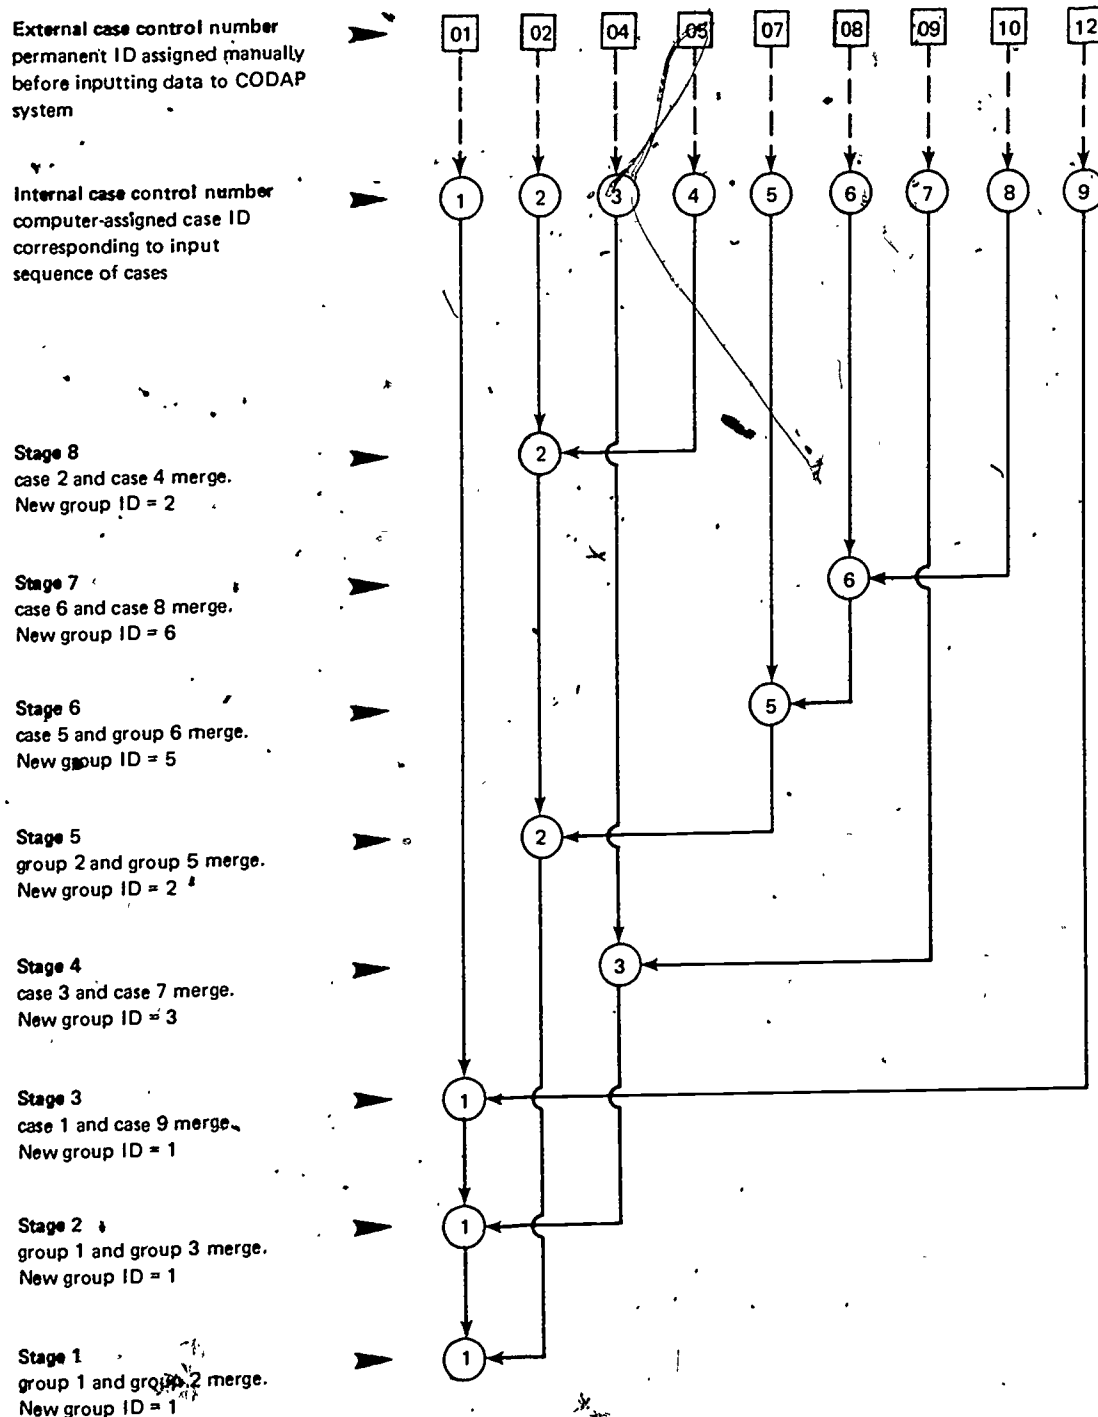 External case control number
permanent ID assigned manually
before inputting data to CODAP
system
01 02 04 05 07 08 09 10 12
Internal case control number
computer-assigned case ID
corresponding to input
sequence of cases
1 2 3 4 5 6 7 8 9
Stage 8
case 2 and case 4 merge.
New group ID = 2
2
Stage 7
case 6 and case 8 merge.
New group ID = 6
6
Stage 6
case 5 and group 6 merge.
New group ID = 5
5
Stage 5
group 2 and group 5 merge.
New group ID = 2
2
Stage 4
case 3 and case 7 merge.
New group ID = 3
3
Stage 3
case 1 and case 9 merge.
New group ID = 1
1
Stage 2
group 1 and group 3 merge.
New group ID = 1
1
Stage 1
group 1 and group 2 merge.
New group ID = 1
1